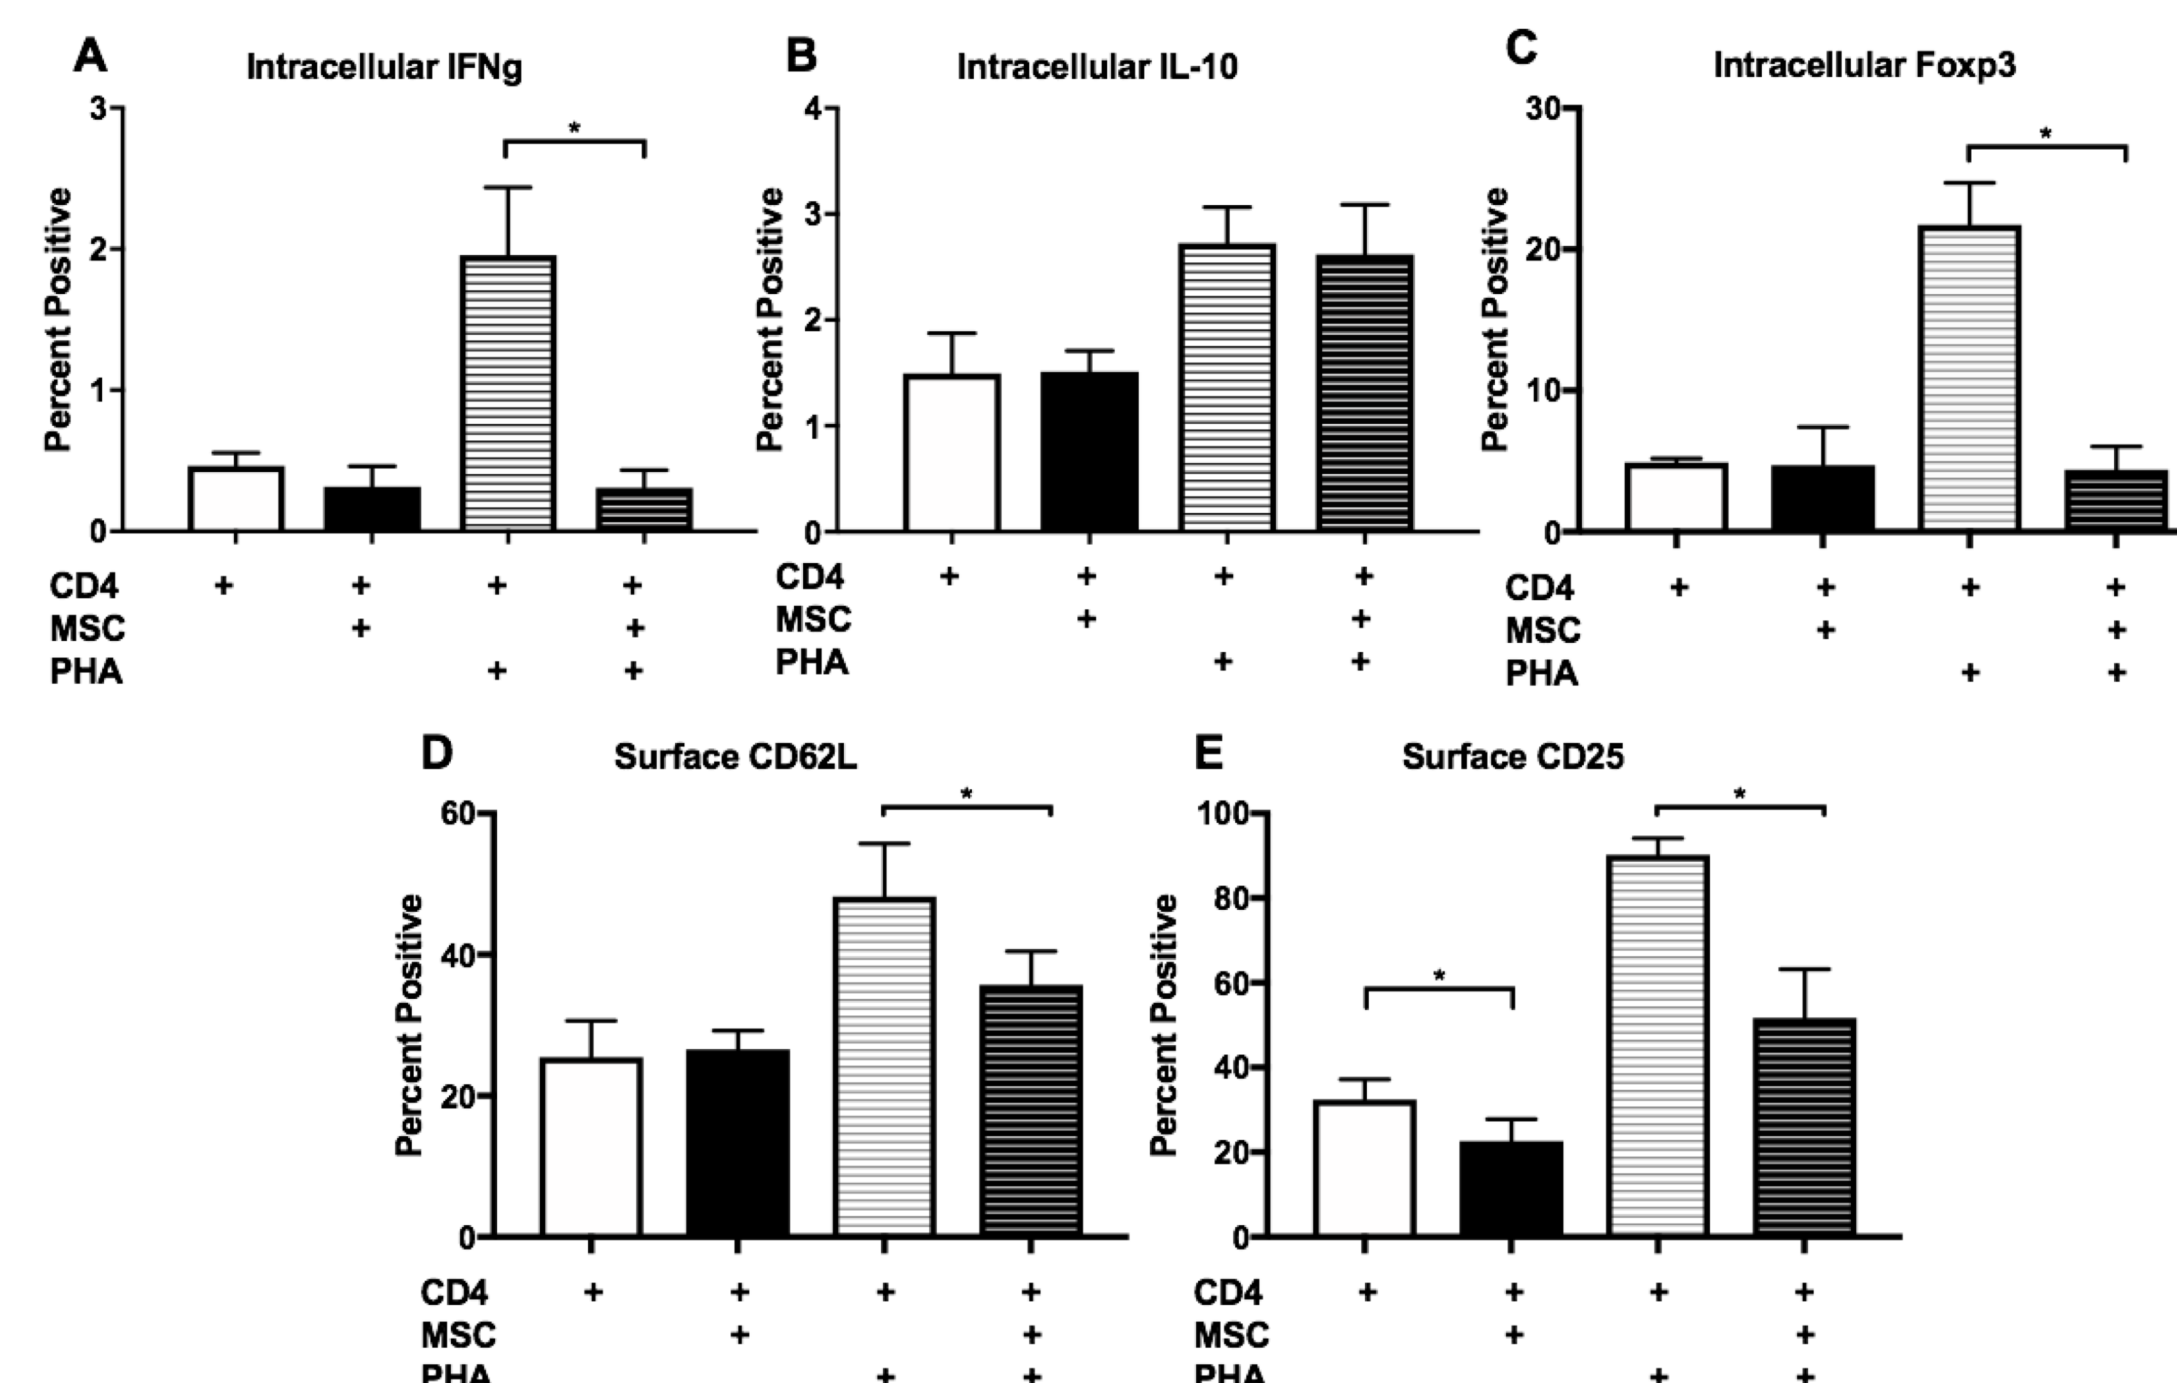 A
Intracellular IFNg
Percent Positive
3
2
1
0
*
CD4 + + + +
MSC + +
PHA + +
B
Intracellular IL-10
Percent Positive
4
3
2
1
0
CD4 + + + +
MSC + +
PHA + +
C
Intracellular Foxp3
Percent Positive
30
20
10
0
*
CD4 + + + +
MSC + +
PHA + +
D
Surface CD62L
Percent Positive
60
40
20
0
*
CD4 + + + +
MSC + +
PHA + +
E
Surface CD25
Percent Positive
100
80
60
40
20
0
*
*
CD4 + + + +
MSC + +
PHA + +